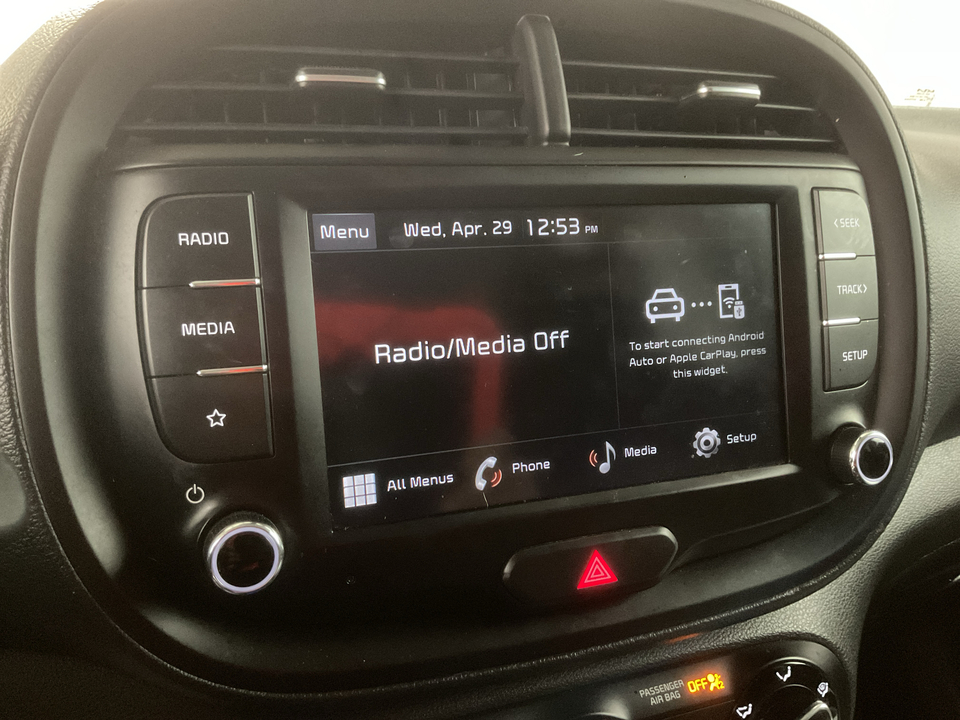 RADIO
MEDIA
Menu
Wed, Apr. 29 12:53 PM
Radio/Media Off
To start connecting Android
Auto or Apple CarPlay, press
this widget.
All Menus
Phone
Media
Setup
< SEEK
TRACK >
SETUP
PASSENGER
AIR BAG
OFF
2